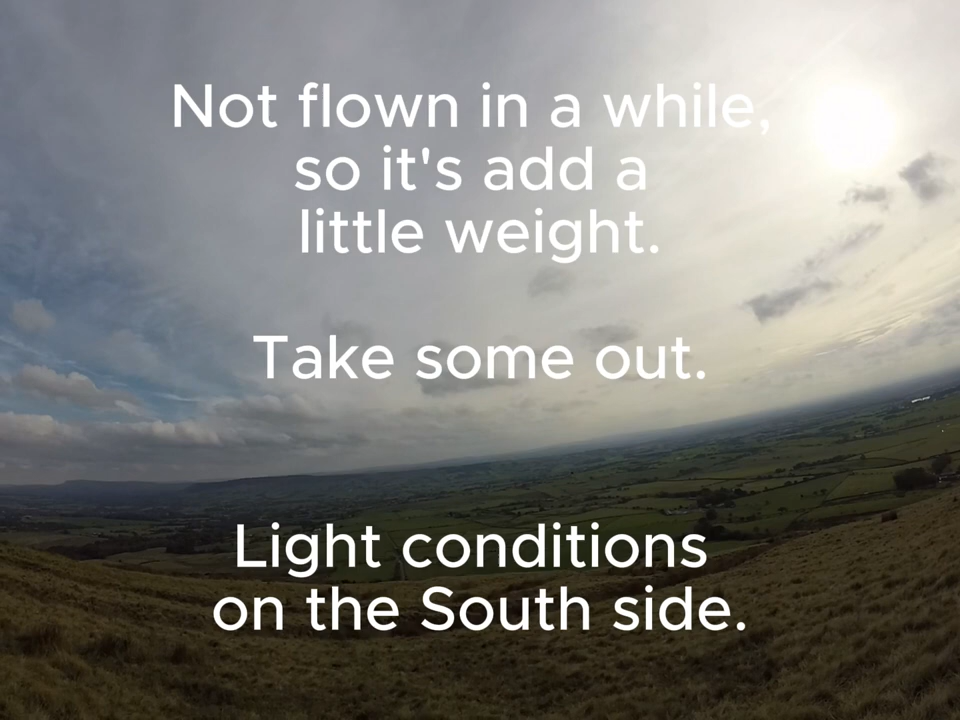 Not flown in a while,
so it's add a
little weight.
Take some out.
Light conditions
on the South side.